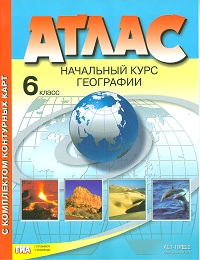 АТЛАС
НАЧАЛЬНЫЙ КУРС
ГЕОГРАФИИ
6 класс
С КОМПЛЕКТОМ КОНТУРНЫХ КАРТ